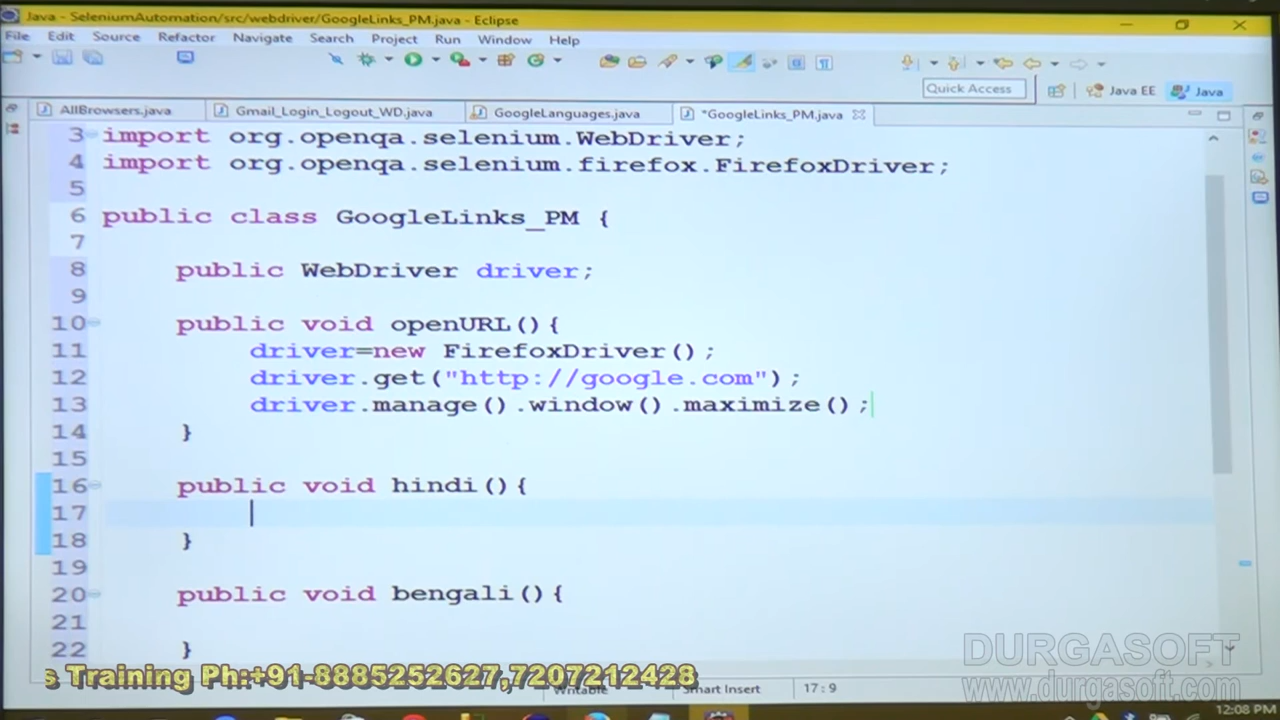 Java - SeleniumAutomation/src/webdriver/GoogleLinks_PM.java - Eclipse
File Edit Source Refactor Navigate Search Project Run Window Help
Quick Access Java EE Java
AllBrowsers.java Gmail_Login_Logout_WD.java GoogleLanguages.java *GoogleLinks_PM.java
3 import org.openqa.selenium.WebDriver;
4 import org.openqa.selenium.firefox.FirefoxDriver;
5
6 public class GoogleLinks_PM {
7
8 public WebDriver driver;
9
10 public void openURL(){
11 driver=new FirefoxDriver();
12 driver.get("http://google.com");
13 driver.manage().window().maximize();
14 }
15
16 public void hindi(){
17
18 }
19
20 public void bengali(){
21
22 }
DURGASOFT
www.durgasoft.com
s Training Ph:+91-8885252627,7207212428
Writable Smart Insert 17 : 9
12:08 PM